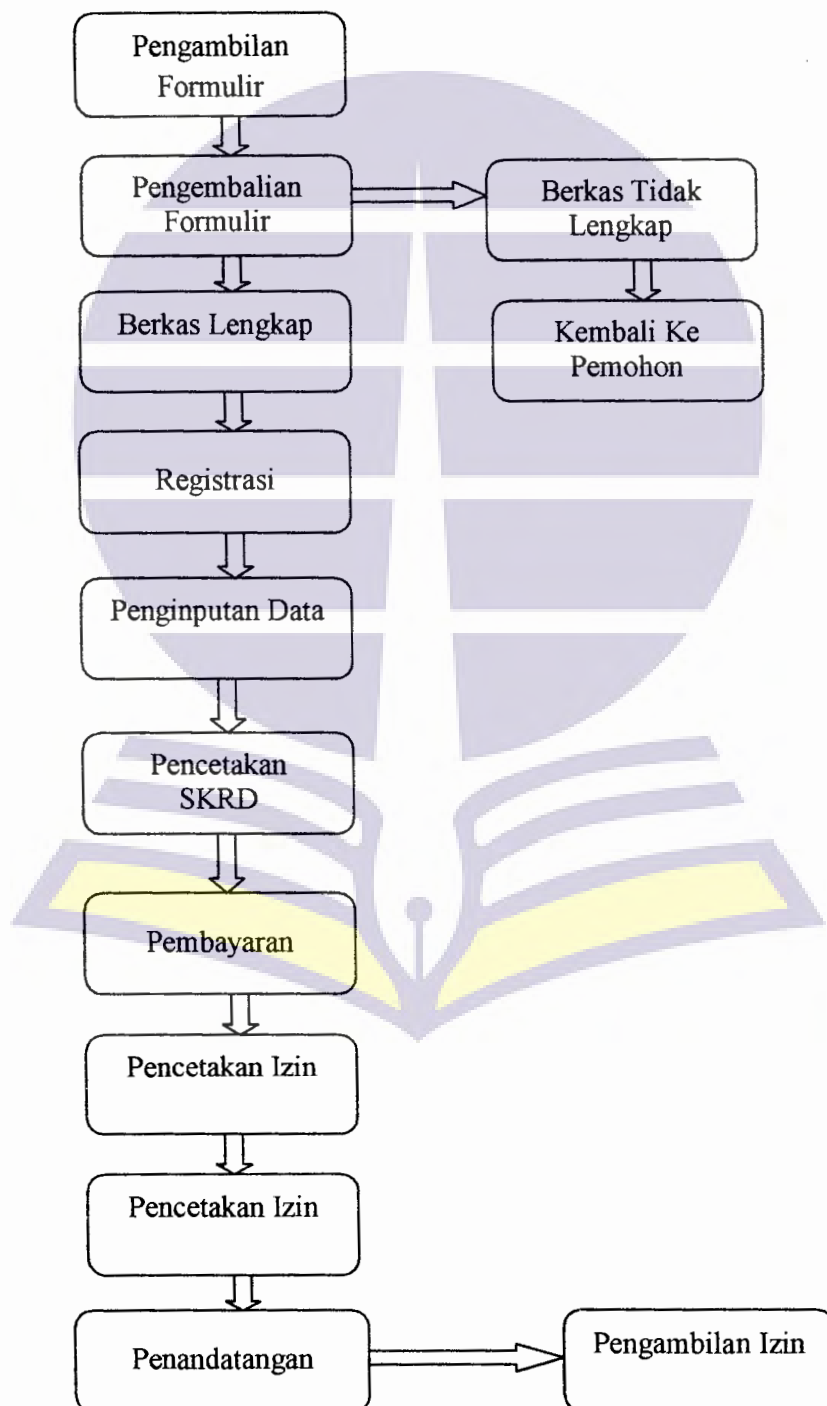 Pengambilan
Formulir
Pengembalian
Formulir
Berkas Tidak
Lengkap
Berkas Lengkap
Kembali Ke
Pemohon
Registrasi
Penginputan Data
Pencetakan
SKRD
Pembayaran
Pencetakan Izin
Pencetakan Izin
Penandatangan
Pengambilan Izin